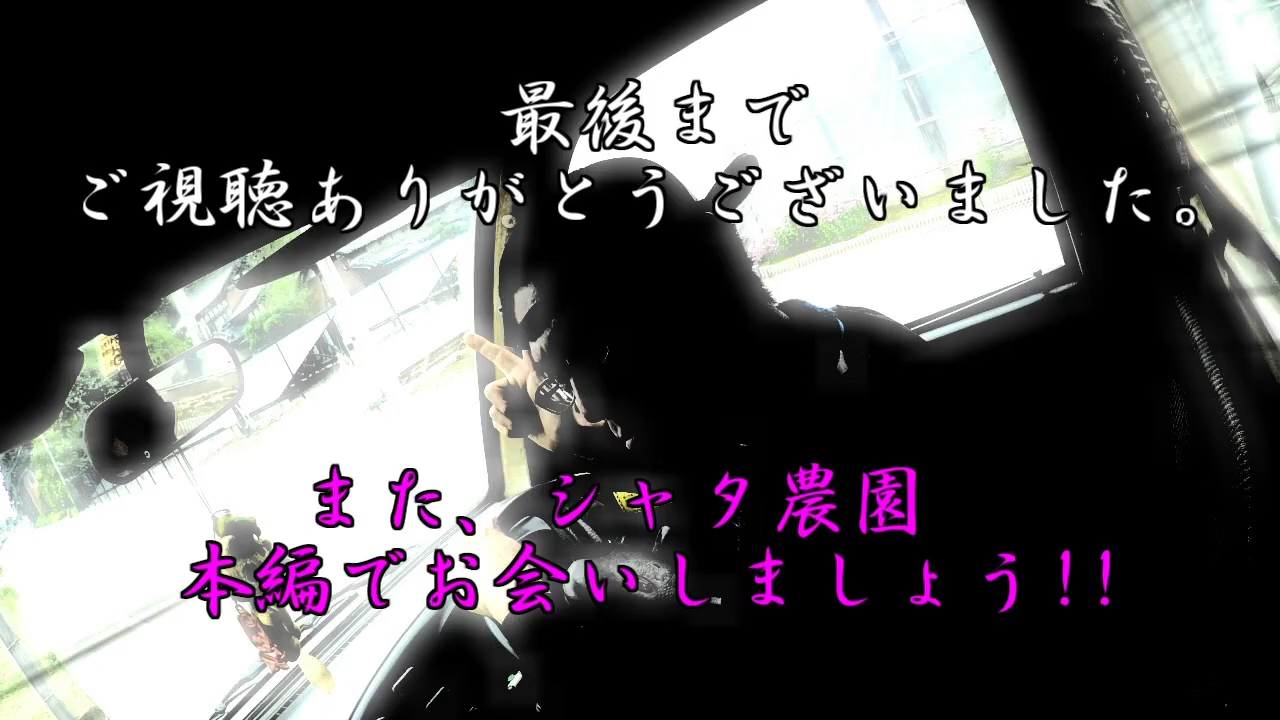 最後まで
ご視聴ありがとうございました。
また、シャタ農園
本編でお会いしましょう!!